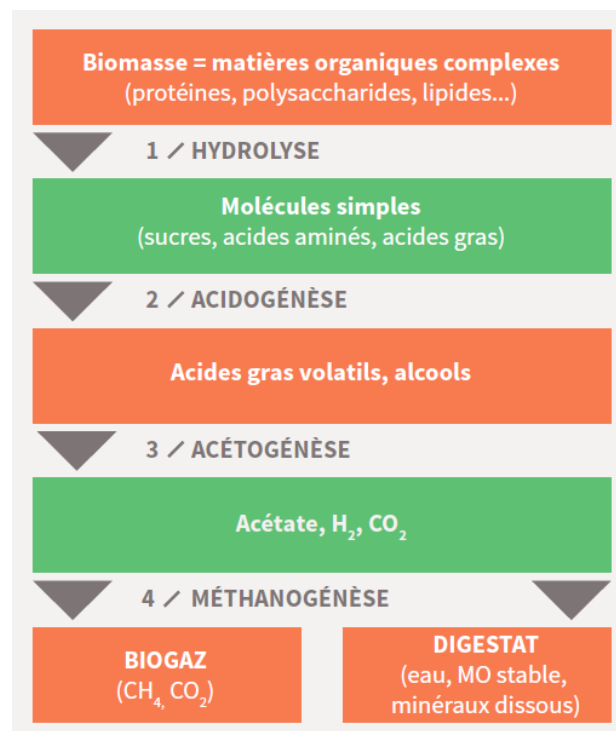 Biomasse = matières organiques complexes
(protéines, polysaccharides, lipides...)
1 / HYDROLYSE
Molécules simples
(sucres, acides aminés, acides gras)
2 / ACIDOGÉNÈSE
Acides gras volatils, alcools
3 / ACÉTOGÉNÈSE
Acétate, H₂, CO₂
4 / MÉTHANOGÉNÈSE
BIOGAZ
(CH₄, CO₂)
DIGESTAT
(eau, MO stable,
minéraux dissous)